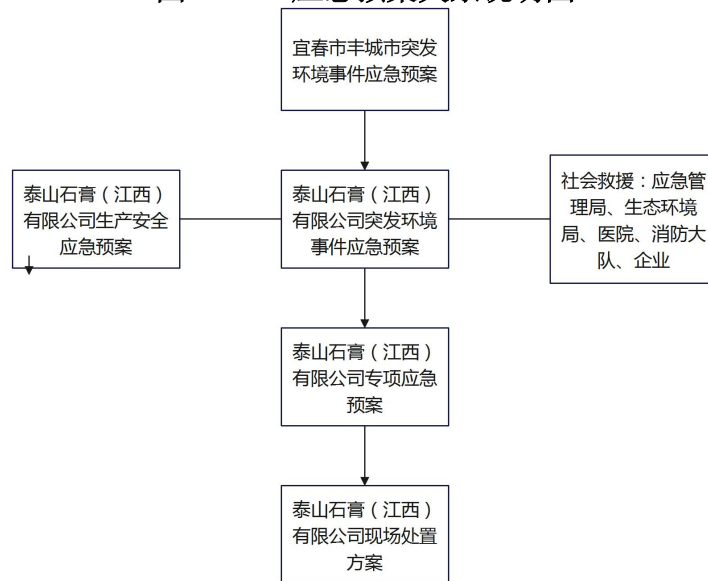 宜春市丰城市突发
环境事件应急预案
泰山石膏（江西）
有限公司生产安全
应急预案
泰山石膏（江西）
有限公司突发环境
事件应急预案
社会救援：应急管
理局、生态环境
局、医院、消防大
队、企业
泰山石膏（江西）
有限公司专项应急
预案
泰山石膏（江西）
有限公司现场处置
方案